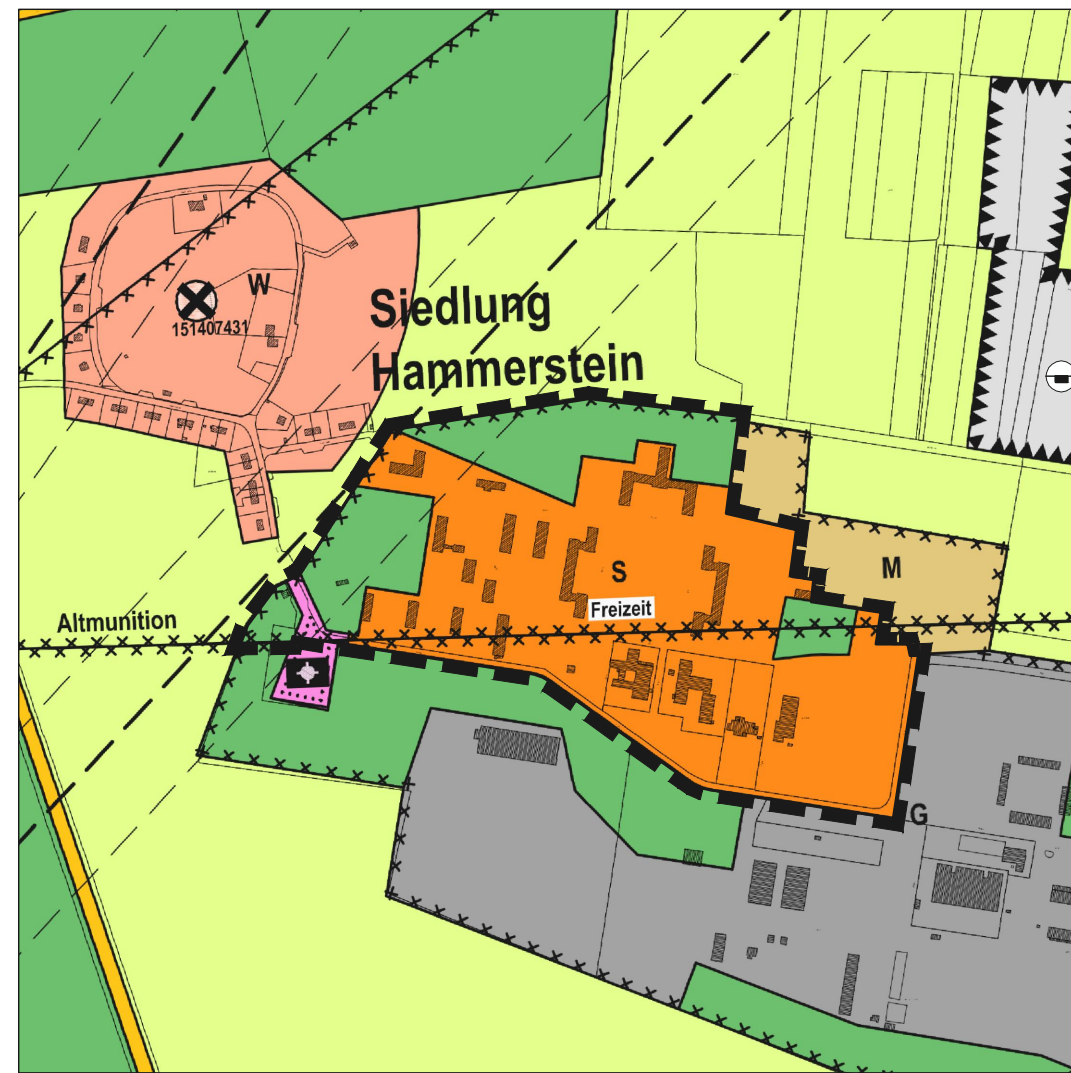 W
151407431
Siedlung
Hammerstein
S
Freizeit
M
Altmunition
G